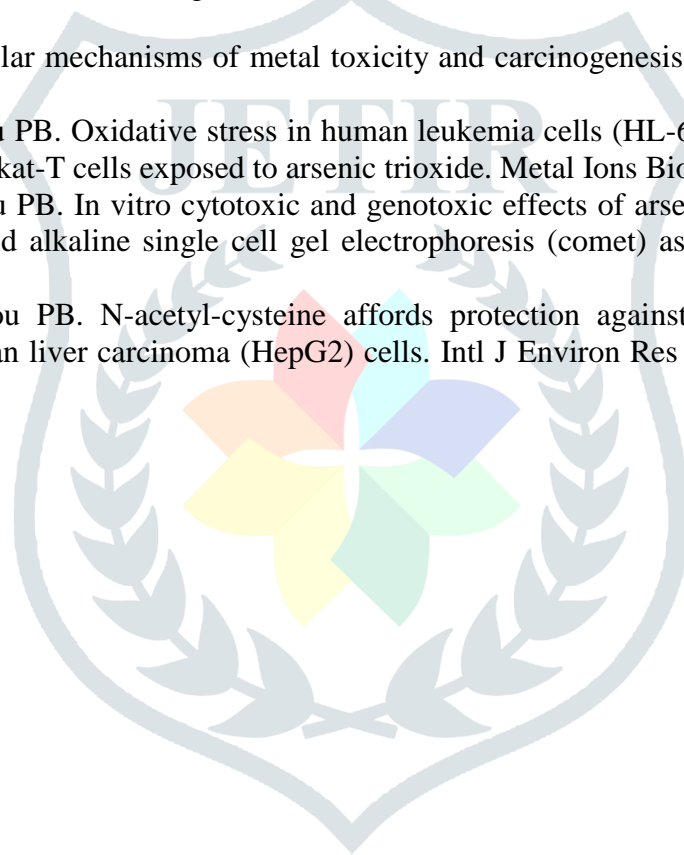 lar mechanisms of metal toxicity and carcinogenesis
u PB. Oxidative stress in human leukemia cells (HL-6
kat-T cells exposed to arsenic trioxide. Metal Ions Bio
u PB. In vitro cytotoxic and genotoxic effects of arse
d alkaline single cell gel electrophoresis (comet) as
ou PB. N-acetyl-cysteine affords protection against
an liver carcinoma (HepG2) cells. Intl J Environ Res
JETIR